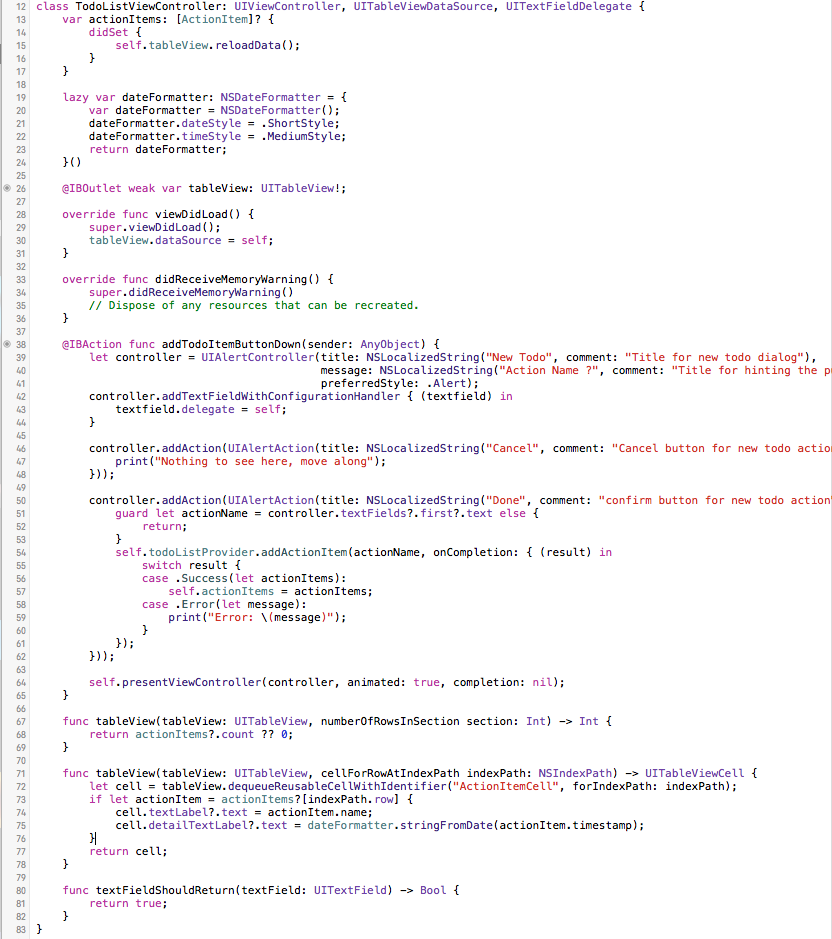 12 class TodoListViewController: UIViewController, UITableViewDataSource, UITextFieldDelegate {
13     var actionItems: [ActionItem]? {
14         didSet {
15             self.tableView.reloadData();
16         }
17     }
18
19     lazy var dateFormatter: NSDateFormatter = {
20         var dateFormatter = NSDateFormatter();
21         dateFormatter.dateStyle = .ShortStyle;
22         dateFormatter.timeStyle = .MediumStyle;
23         return dateFormatter;
24     }()
25
26     @IBOutlet weak var tableView: UITableView!;
27
28     override func viewDidLoad() {
29         super.viewDidLoad();
30         tableView.dataSource = self;
31     }
32
33     override func didReceiveMemoryWarning() {
34         super.didReceiveMemoryWarning()
35         // Dispose of any resources that can be recreated.
36     }
37
38     @IBAction func addTodoItemButtonDown(sender: AnyObject) {
39         let controller = UIAlertController(title: NSLocalizedString("New Todo", comment: "Title for new todo dialog"),
40                                            message: NSLocalizedString("Action Name ?", comment: "Title for hinting the
41                                            preferredStyle: .Alert);
42         controller.addTextFieldWithConfigurationHandler { (textfield) in
43             textfield.delegate = self;
44         }
45
46         controller.addAction(UIAlertAction(title: NSLocalizedString("Cancel", comment: "Cancel button for new todo actio
47             print("Nothing to see here, move along");
48         }));
49
50         controller.addAction(UIAlertAction(title: NSLocalizedString("Done", comment: "confirm button for new todo action"
51             guard let actionName = controller.textFields?.first?.text else {
52                 return;
53             }
54             self.todoListProvider.addActionItem(actionName, onCompletion: { (result) in
55                 switch result {
56                 case .Success(let actionItems):
57                     self.actionItems = actionItems;
58                 case .Error(let message):
59                     print("Error: \(message)");
60                 }
61             });
62         }));
63
64         self.presentViewController(controller, animated: true, completion: nil);
65     }
66
67     func tableView(tableView: UITableView, numberOfRowsInSection section: Int) -> Int {
68         return actionItems?.count ?? 0;
69     }
70
71     func tableView(tableView: UITableView, cellForRowAtIndexPath indexPath: NSIndexPath) -> UITableViewCell {
72         let cell = tableView.dequeueReusableCellWithIdentifier("ActionItemCell", forIndexPath: indexPath);
73         if let actionItem = actionItems?[indexPath.row] {
74             cell.textLabel?.text = actionItem.name;
75             cell.detailTextLabel?.text = dateFormatter.stringFromDate(actionItem.timestamp);
76         }
77         return cell;
78     }
79
80     func textFieldShouldReturn(textField: UITextField) -> Bool {
81         return true;
82     }
83 }